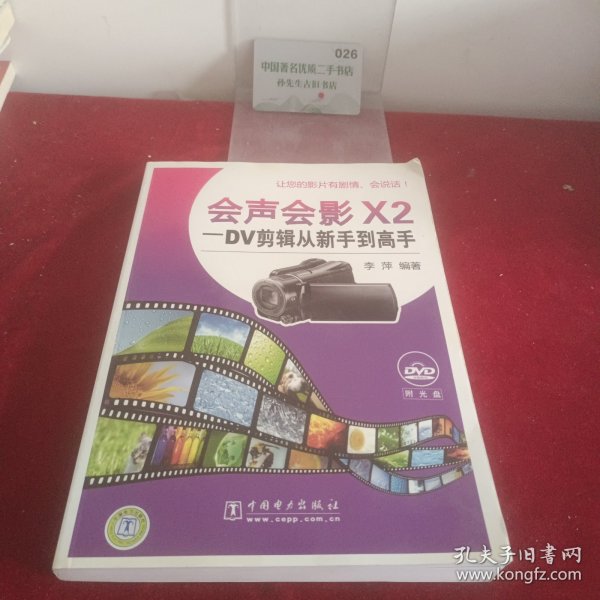 026
中国著名优质二手书店
孙先生古旧书店
让您的影片有剧情、会说话！
会声会影 X2
—DV剪辑从新手到高手
李 萍 编著
DVD
附光盘
中国电力出版社
www.cepp.com.cn
孔夫子旧书网
www.kongfz.com